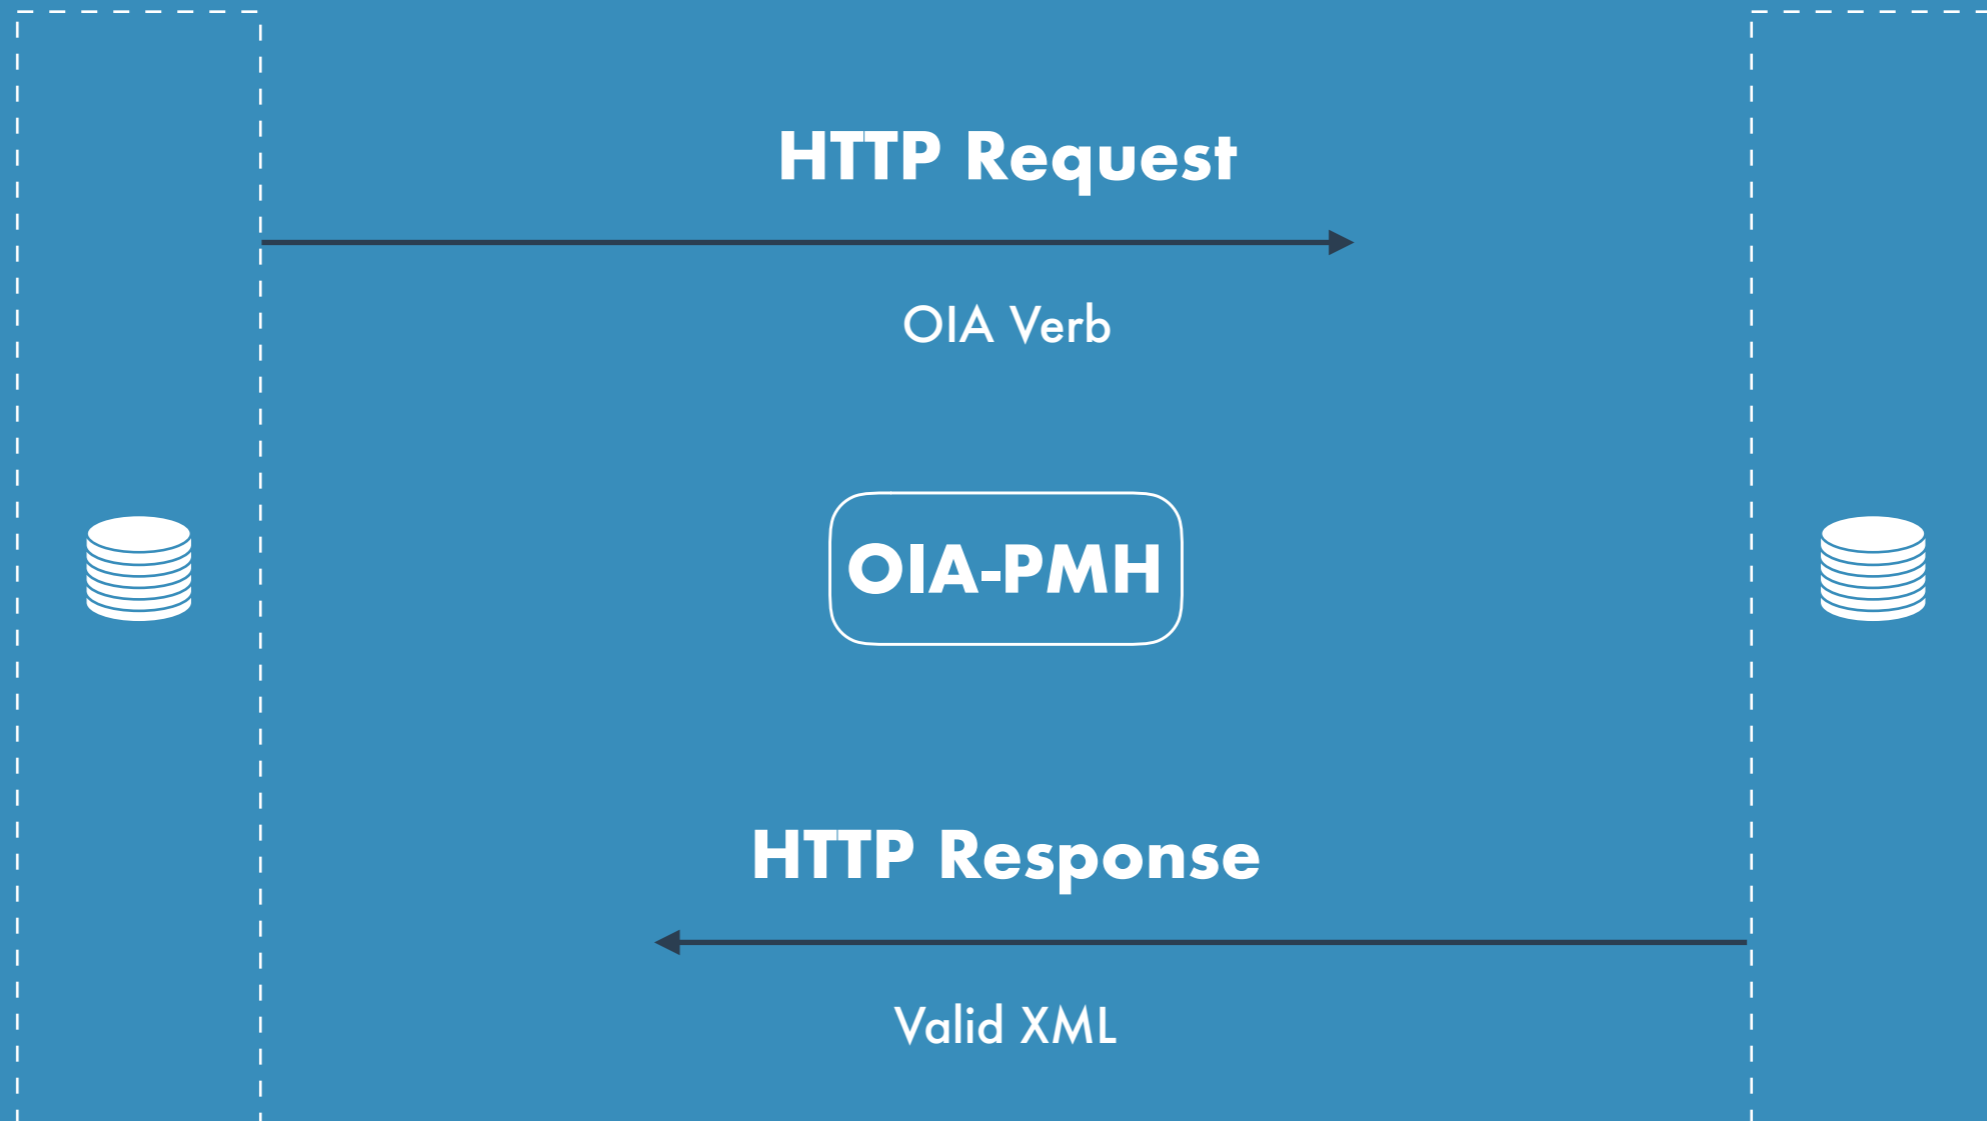 HTTP Request
OIA Verb
OIA-PMH
HTTP Response
Valid XML